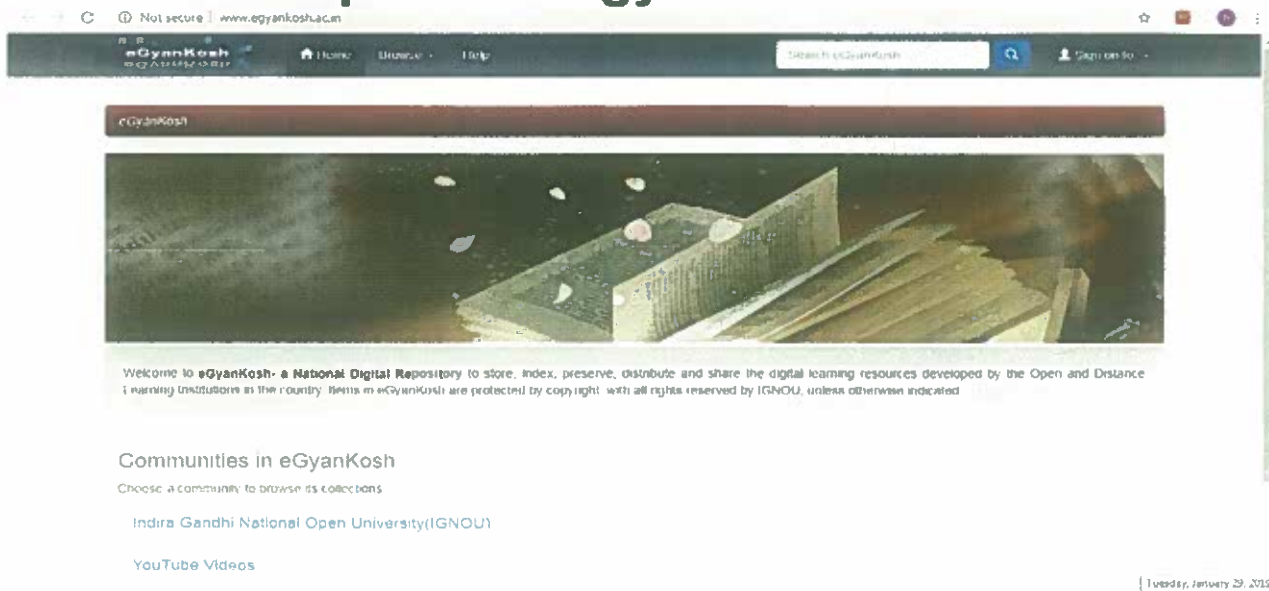 Not secure | www.egyankosh.ac.in
eGyanKosh
Home Browse Help
Search eGyanKosh
Sign on to
eGyanKosh
Welcome to eGyanKosh- a National Digital Repository to store, index, preserve, distribute and share the digital learning resources developed by the Open and Distance
Learning Institutions in the country. Items in eGyanKosh are protected by copyright, with all rights reserved by IGNOU, unless otherwise indicated
Communities in eGyanKosh
Choose a community to browse its collections
Indira Gandhi National Open University(IGNOU)
YouTube Videos
Tuesday, January 29, 2019